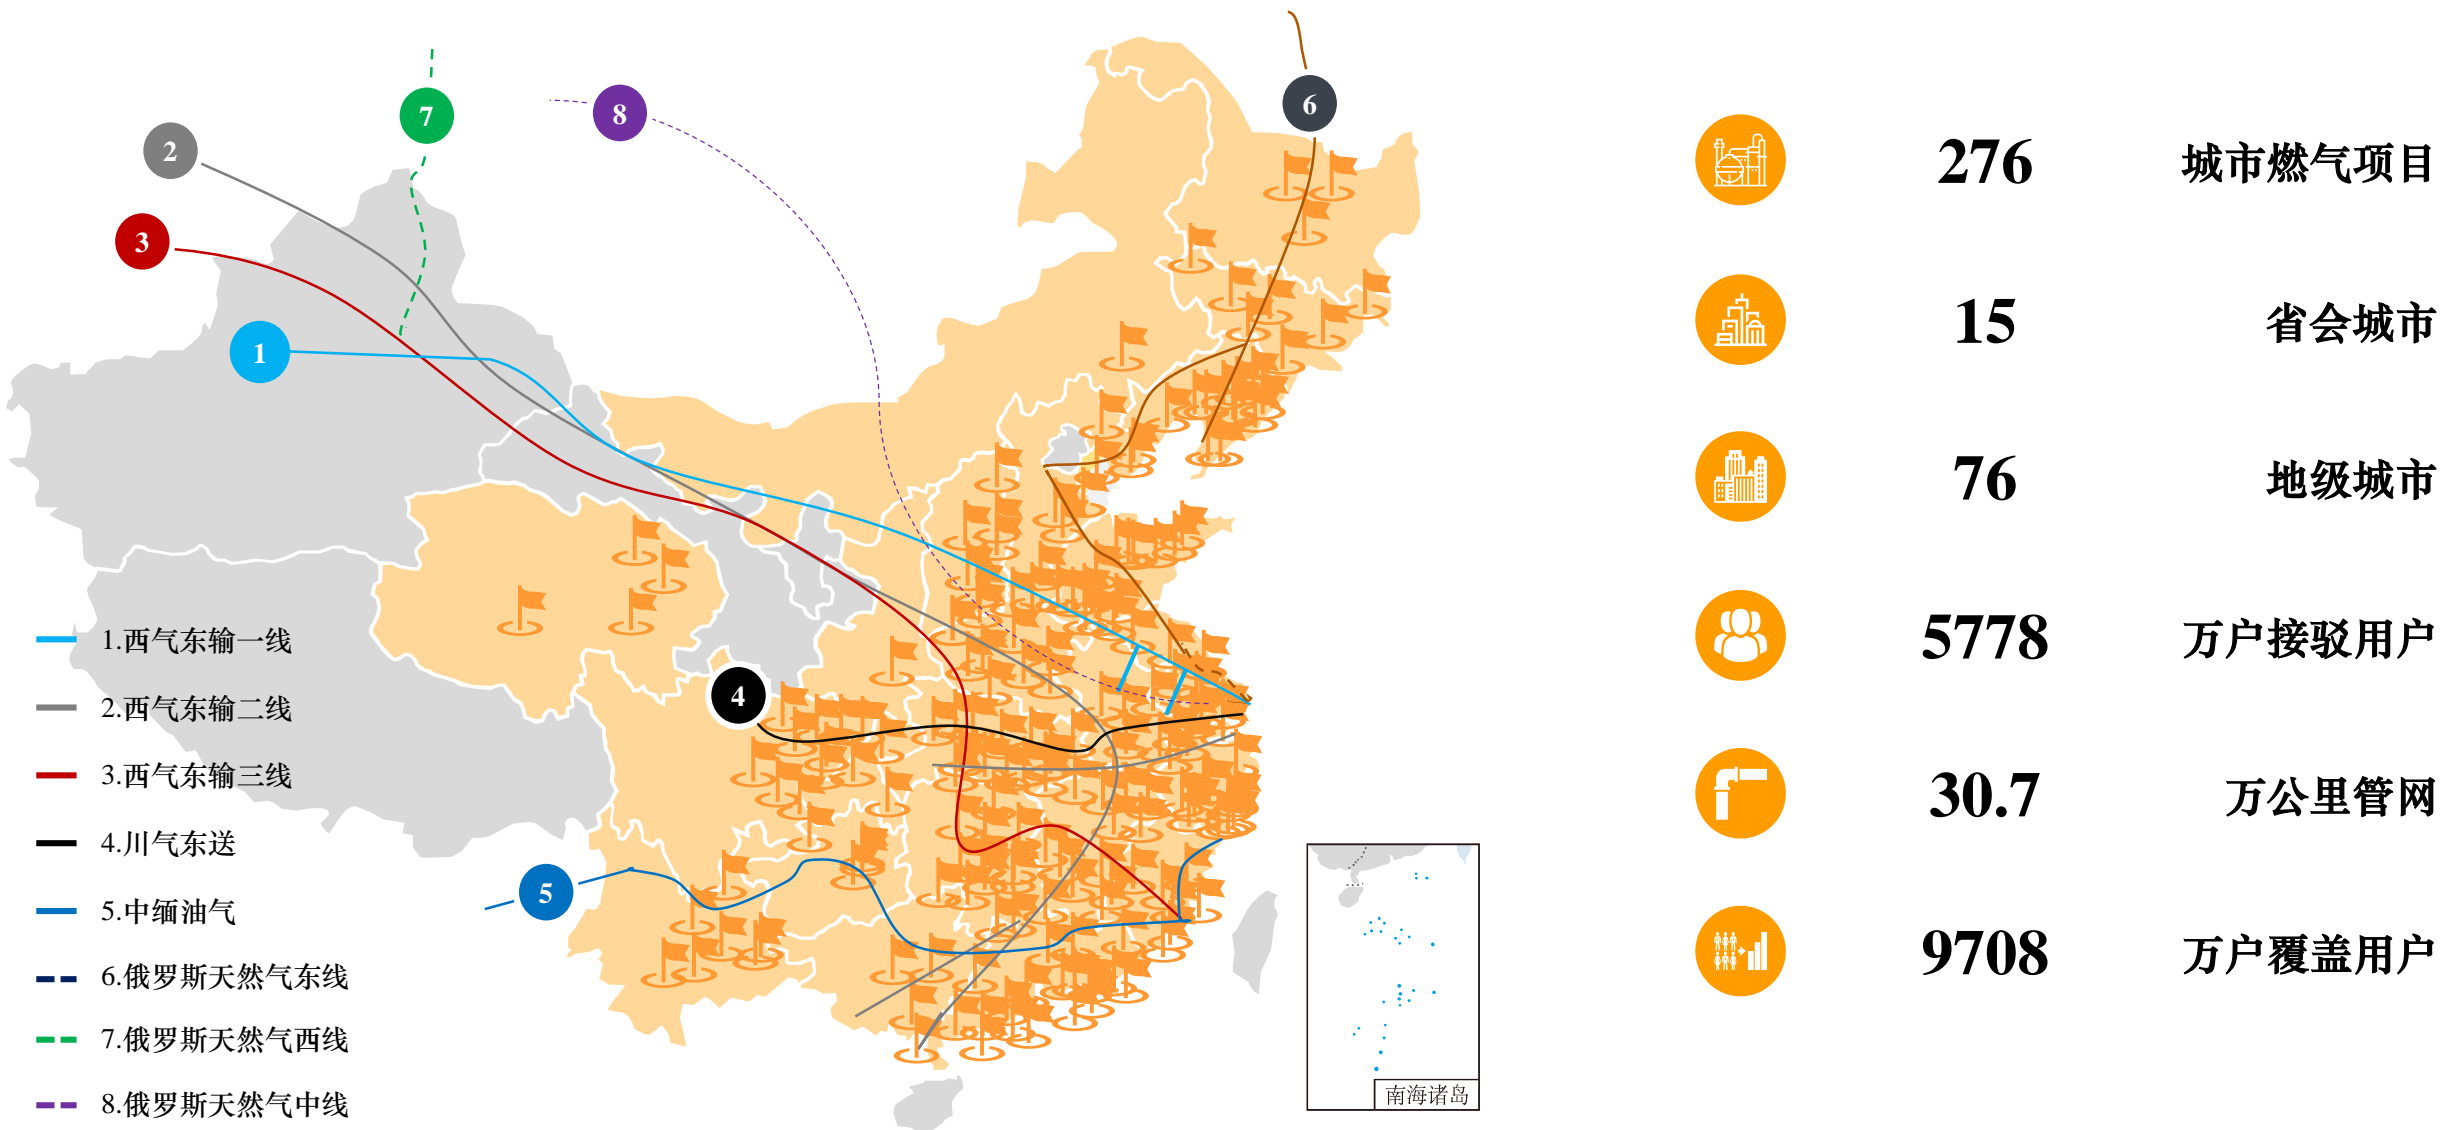 7
8
6
2
3
1
4
5
1.西气东输一线
2.西气东输二线
3.西气东输三线
4.川气东送
5.中缅油气
6.俄罗斯天然气东线
7.俄罗斯天然气西线
8.俄罗斯天然气中线
南海诸岛
276 城市燃气项目
15 省会城市
76 地级城市
5778 万户接驳用户
30.7 万公里管网
9708 万户覆盖用户